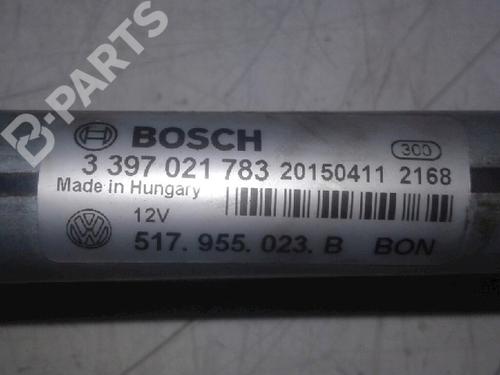 B-PARTS
BOSCH
300
3 397 021 783 20150411 2168
Made in Hungary
12V
517. 955. 023. B BON